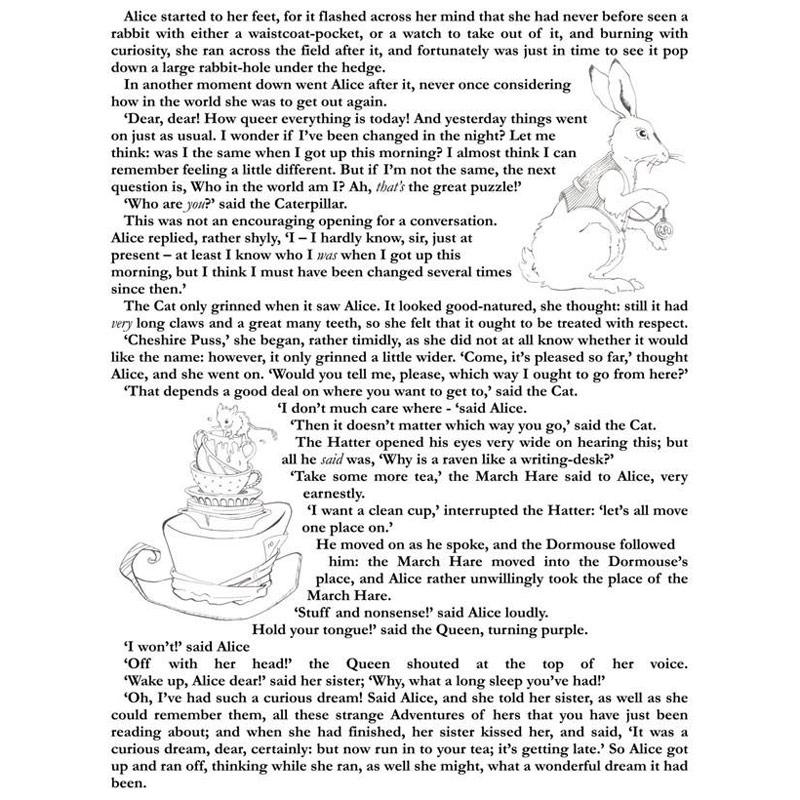 Alice started to her feet, for it flashed across her mind that she had never before seen a
rabbit with either a waistcoat-pocket, or a watch to take out of it, and burning with
curiosity, she ran across the field after it, and fortunately was just in time to see it pop
down a large rabbit-hole under the hedge.
In another moment down went Alice after it, never once considering
how in the world she was to get out again.
‘Dear, dear! How queer everything is today! And yesterday things went
on just as usual. I wonder if I’ve been changed in the night? Let me
think: was I the same when I got up this morning? I almost think I can
remember feeling a little different. But if I’m not the same, the next
question is, Who in the world am I? Ah, that’s the great puzzle!’
‘Who are you?’ said the Caterpillar.
This was not an encouraging opening for a conversation.
Alice replied, rather shyly, ‘I – I hardly know, sir, just at
present – at least I know who I was when I got up this
morning, but I think I must have been changed several times
since then.’
The Cat only grinned when it saw Alice. It looked good-natured, she thought: still it had
very long claws and a great many teeth, so she felt that it ought to be treated with respect.
‘Cheshire Puss,’ she began, rather timidly, as she did not at all know whether it would
like the name: however, it only grinned a little wider. ‘Come, it’s pleased so far,’ thought
Alice, and she went on. ‘Would you tell me, please, which way I ought to go from here?’
‘That depends a good deal on where you want to get to,’ said the Cat.
‘I don’t much care where - ‘said Alice.
‘Then it doesn’t matter which way you go,’ said the Cat.
The Hatter opened his eyes very wide on hearing this; but
all he said was, ‘Why is a raven like a writing-desk?’
‘Take some more tea,’ the March Hare said to Alice, very
earnestly.
‘I want a clean cup,’ interrupted the Hatter: ‘let’s all move
one place on.’
He moved on as he spoke, and the Dormouse followed
him: the March Hare moved into the Dormouse’s
place, and Alice rather unwillingly took the place of the
March Hare.
‘Stuff and nonsense!’ said Alice loudly.
Hold your tongue!’ said the Queen, turning purple.
‘I won’t!’ said Alice
‘Off with her head!’ the Queen shouted at the top of her voice.
‘Wake up, Alice dear!’ said her sister; ‘Why, what a long sleep you’ve had!’
‘Oh, I’ve had such a curious dream! Said Alice, and she told her sister, as well as she
could remember them, all these strange Adventures of hers that you have just been
reading about; and when she had finished, her sister kissed her, and said, ‘It was a
curious dream, dear, certainly: but now run in to your tea; it’s getting late.’ So Alice got
up and ran off, thinking while she ran, as well she might, what a wonderful dream it had
been.